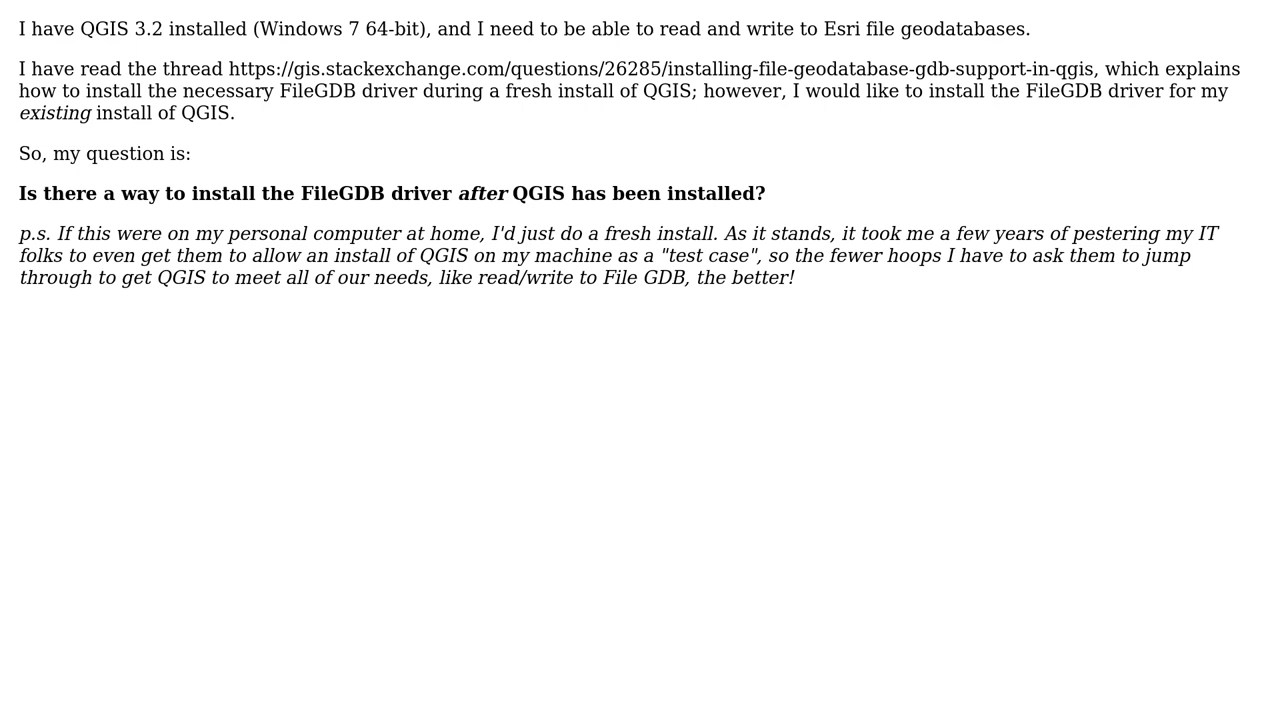 I have QGIS 3.2 installed (Windows 7 64-bit), and I need to be able to read and write to Esri file geodatabases.
I have read the thread https://gis.stackexchange.com/questions/26285/installing-file-geodatabase-gdb-support-in-qgis, which explains
how to install the necessary FileGDB driver during a fresh install of QGIS; however, I would like to install the FileGDB driver for my
existing install of QGIS.
So, my question is:
Is there a way to install the FileGDB driver after QGIS has been installed?
p.s. If this were on my personal computer at home, I'd just do a fresh install. As it stands, it took me a few years of pestering my IT
folks to even get them to allow an install of QGIS on my machine as a "test case", so the fewer hoops I have to ask them to jump
through to get QGIS to meet all of our needs, like read/write to File GDB, the better!